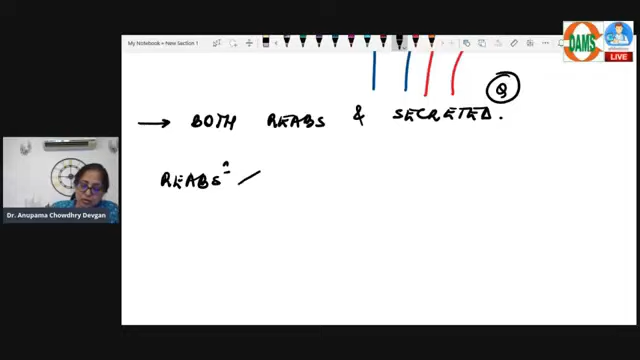 My Notebook » New Section 1
DAMS
LIVE
Q
→ BOTH REABS & SECRETED.
REABSⁿ
Dr. Anupama Chowdhry Devgan